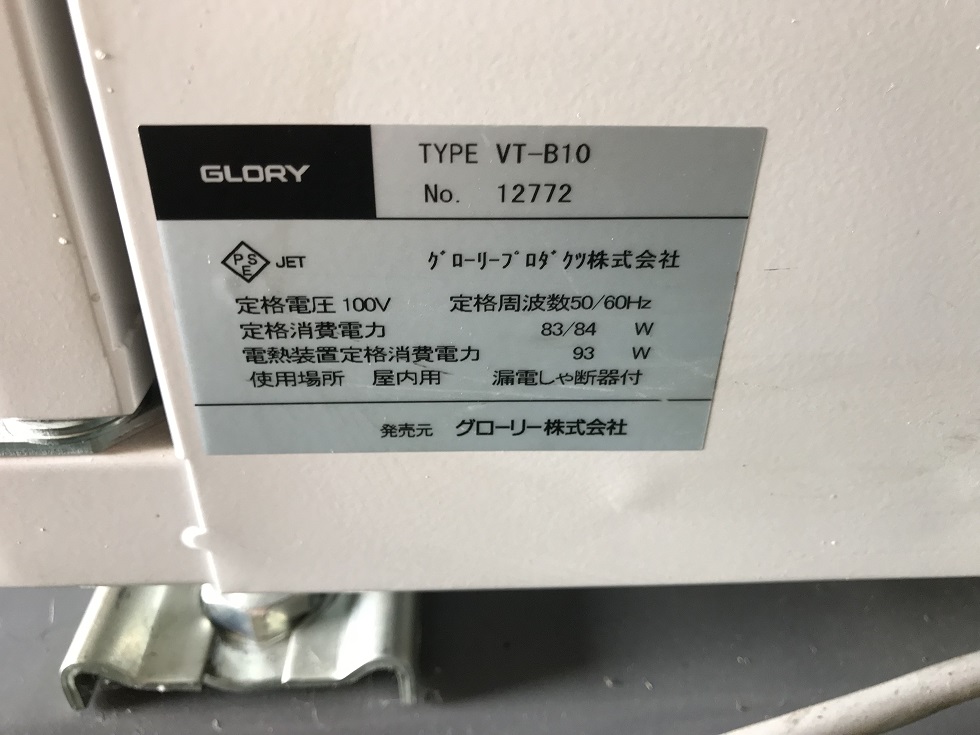 GLORY
TYPE VT-B10
No. 12772
PSE JET
グローリープロダクツ株式会社
定格電圧 100V 定格周波数50/60Hz
定格消費電力 83/84 W
電熱装置定格消費電力 93 W
使用場所 屋内用 漏電しゃ断器付
発売元 グローリー株式会社